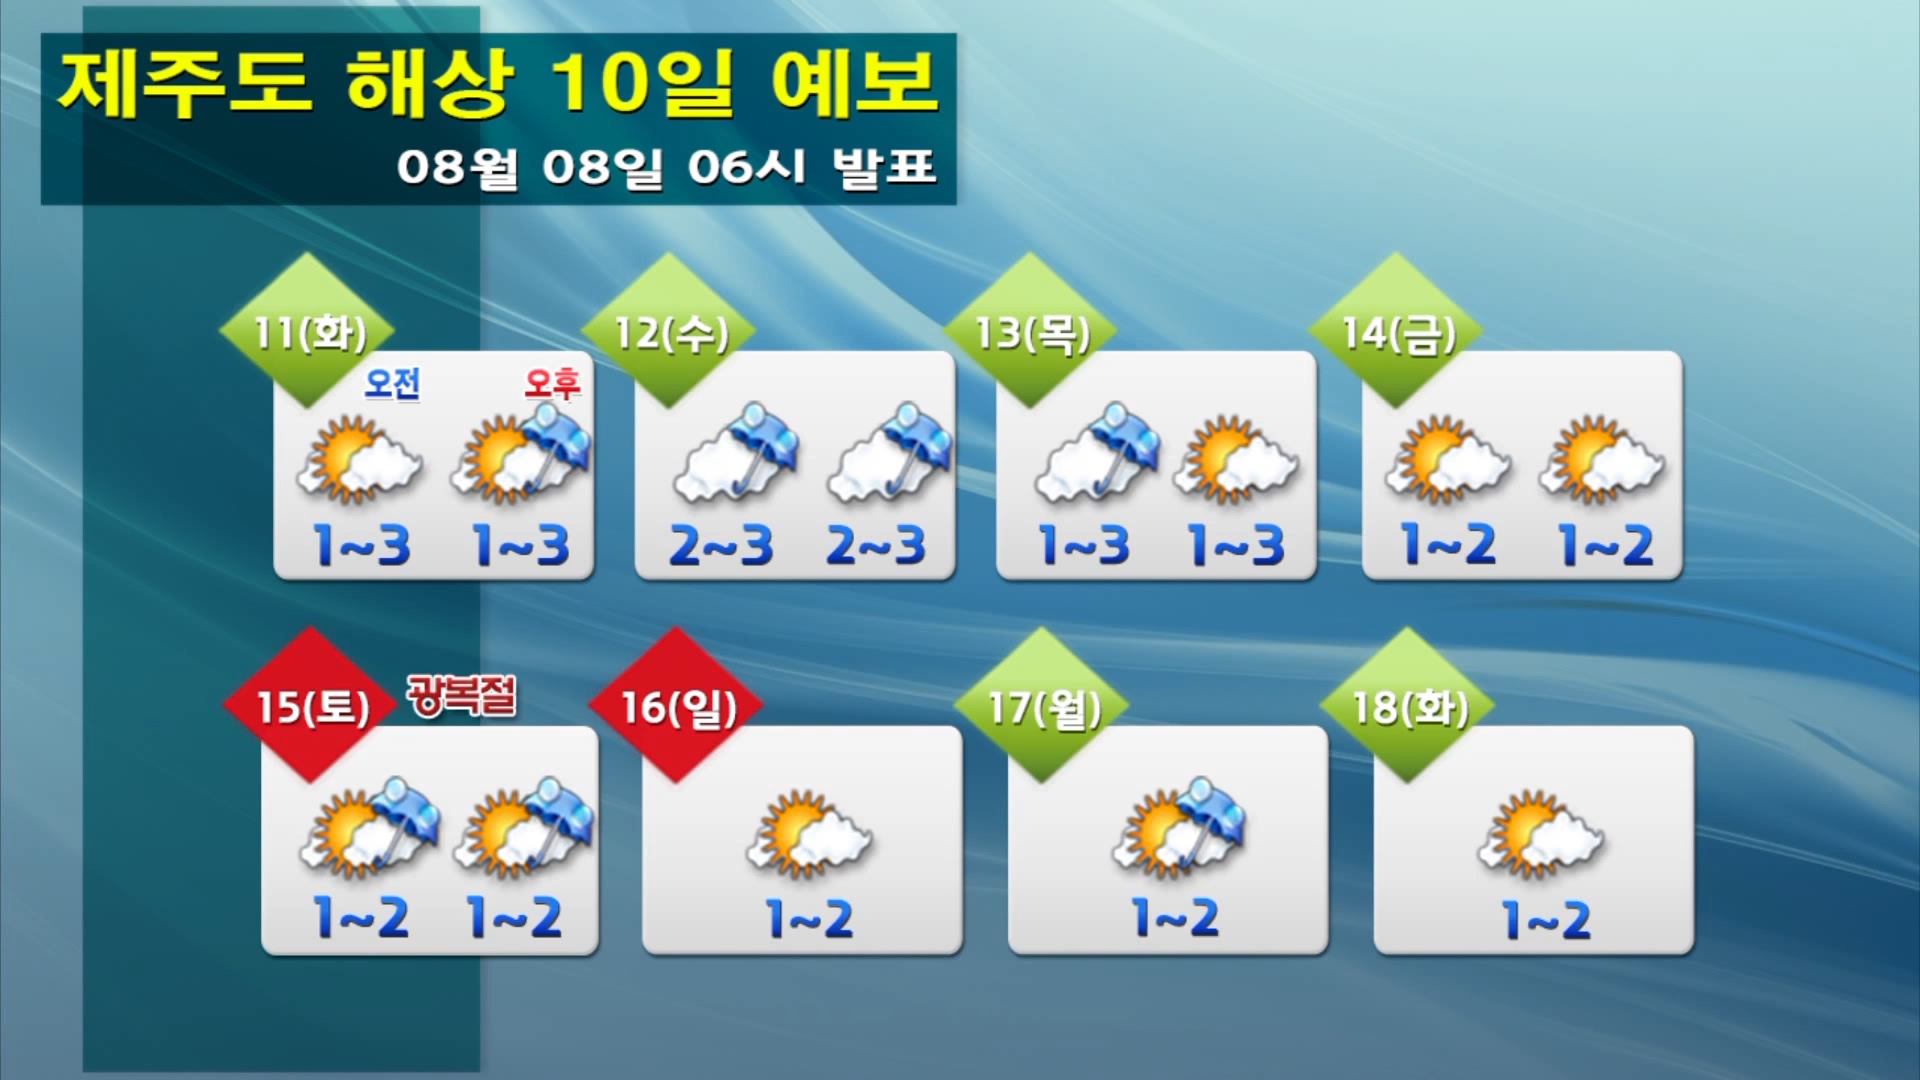 제주도 해상 10일 예보
08월 08일 06시 발표
11(화) 12(수) 13(목) 14(금)
오전 오후
1~3 1~3 2~3 2~3 1~3 1~3 1~2 1~2
15(토) 광복절 16(일) 17(월) 18(화)
1~2 1~2 1~2 1~2 1~2